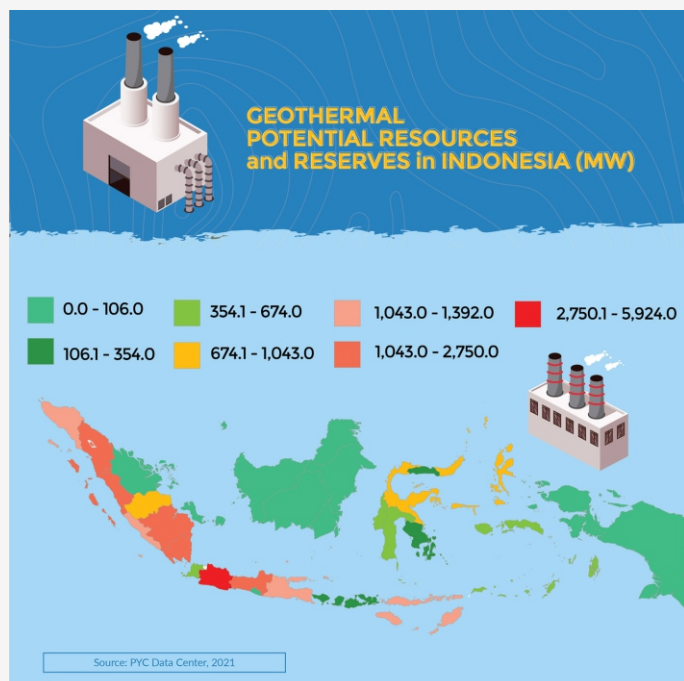 GEOTHERMAL
POTENTIAL RESOURCES
and RESERVES in INDONESIA (MW)
0.0 - 106.0
354.1 - 674.0
1,043.0 - 1,392.0
2,750.1 - 5,924.0
106.1 - 354.0
674.1 - 1,043.0
1,043.0 - 2,750.0
Source: PYC Data Center, 2021